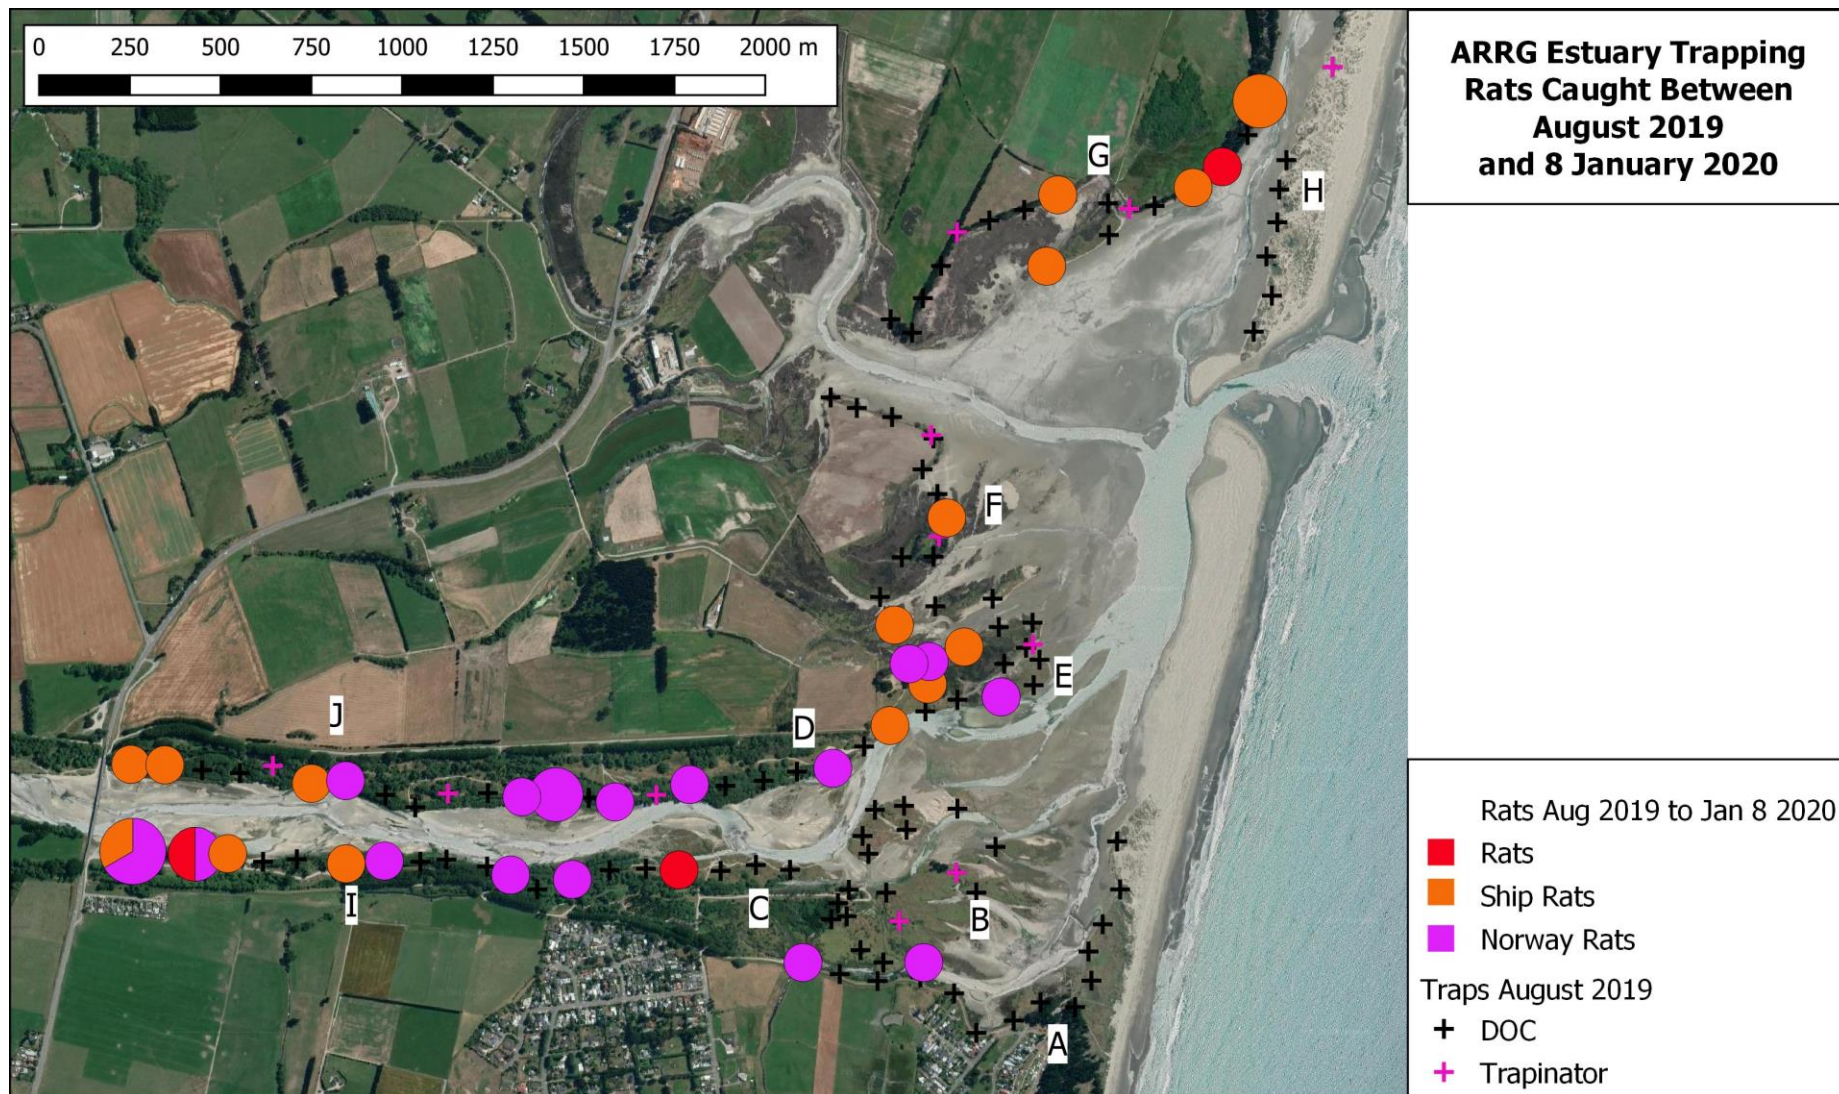 0 250 500 750 1000 1250 1500 1750 2000 m
ARRG Estuary Trapping
Rats Caught Between
August 2019
and 8 January 2020
G
H
F
E
J
D
I
C
B
A
Rats Aug 2019 to Jan 8 2020
Rats
Ship Rats
Norway Rats
Traps August 2019
DOC
Trapinator